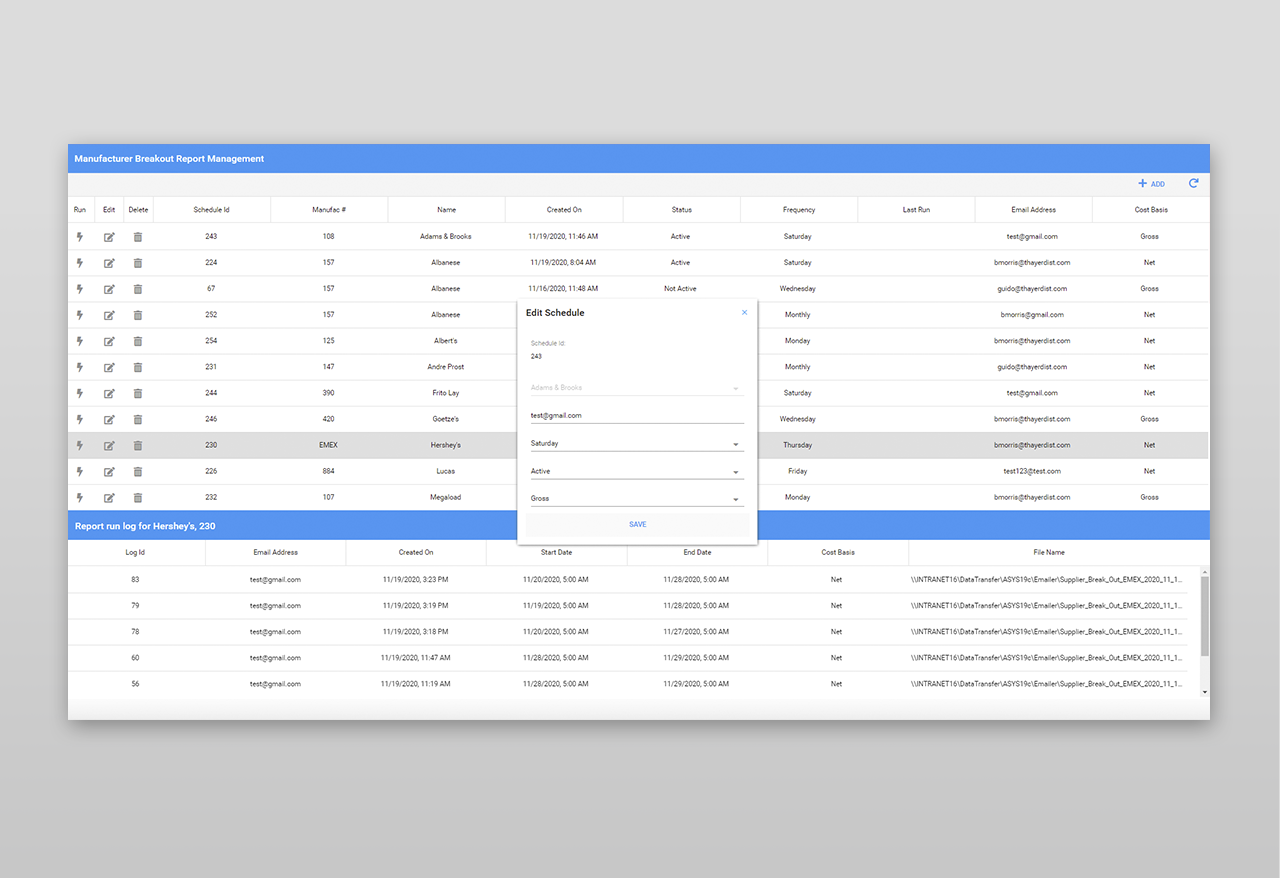 Manufacturer Breakout Report Management
ADD
Run Edit Delete Schedule Id Manufac # Name Created On Status Frequency Last Run Email Address Cost Basis
243 108 Adams & Brooks 11/19/2020, 11:46 AM Active Saturday test@gmail.com Gross
224 157 Albanese 11/19/2020, 8:04 AM Active Saturday bmorris@thayerdist.com Net
67 157 Albanese 11/16/2020, 11:48 AM Not Active Wednesday guido@thayerdist.com Gross
252 157 Albanese Monthly bmorris@gmail.com Net
254 125 Albert's Monday bmorris@thayerdist.com Net
231 147 Andre Prost Monthly guido@thayerdist.com Net
244 390 Frito Lay Saturday test@gmail.com Net
246 420 Goetze's Wednesday bmorris@thayerdist.com Gross
230 EMEX Hershey's Thursday bmorris@thayerdist.com Net
226 884 Lucas Friday test123@test.com Net
232 107 Megaload Monday bmorris@thayerdist.com Gross
Edit Schedule ×
Schedule Id:
243
Adams & Brooks
test@gmail.com
Saturday
Active
Gross
SAVE
Report run log for Hershey's, 230
Log Id Email Address Created On Start Date End Date Cost Basis File Name
83 test@gmail.com 11/19/2020, 3:23 PM 11/20/2020, 5:00 AM 11/28/2020, 5:00 AM Net \\INTRANET16\DataTransfer\ASYS19c\Emailer\Supplier_Break_Out_EMEX_2020_11_1...
79 test@gmail.com 11/19/2020, 3:19 PM 11/19/2020, 5:00 AM 11/28/2020, 5:00 AM Net \\INTRANET16\DataTransfer\ASYS19c\Emailer\Supplier_Break_Out_EMEX_2020_11_1...
78 test@gmail.com 11/19/2020, 3:18 PM 11/20/2020, 5:00 AM 11/27/2020, 5:00 AM Net \\INTRANET16\DataTransfer\ASYS19c\Emailer\Supplier_Break_Out_EMEX_2020_11_1...
60 test@gmail.com 11/19/2020, 11:47 AM 11/28/2020, 5:00 AM 11/29/2020, 5:00 AM Net \\INTRANET16\DataTransfer\ASYS19c\Emailer\Supplier_Break_Out_EMEX_2020_11_1...
56 test@gmail.com 11/19/2020, 11:19 AM 11/28/2020, 5:00 AM 11/29/2020, 5:00 AM Net \\INTRANET16\DataTransfer\ASYS19c\Emailer\Supplier_Break_Out_EMEX_2020_11_1...